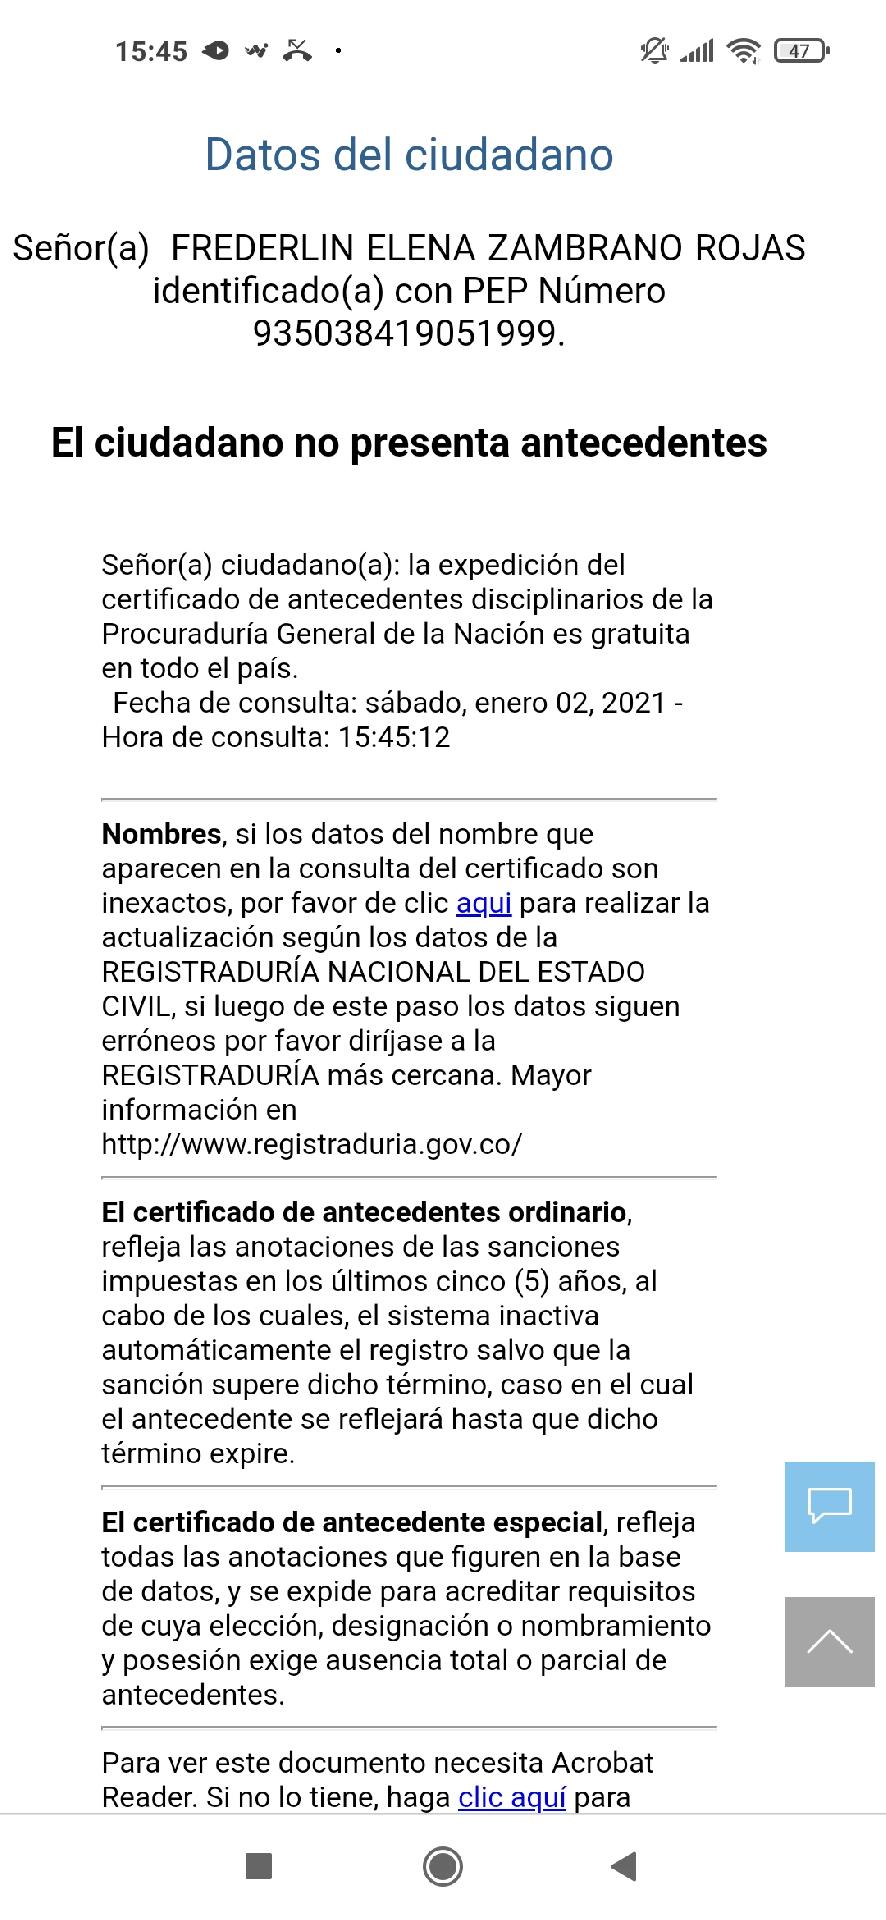 15:45
47
Datos del ciudadano
Señor(a) FREDERLIN ELENA ZAMBRANO ROJAS
identificado(a) con PEP Número
935038419051999.
El ciudadano no presenta antecedentes
Señor(a) ciudadano(a): la expedición del
certificado de antecedentes disciplinarios de la
Procuraduría General de la Nación es gratuita
en todo el país.
Fecha de consulta: sábado, enero 02, 2021 -
Hora de consulta: 15:45:12
Nombres, si los datos del nombre que
aparecen en la consulta del certificado son
inexactos, por favor de clic aqui para realizar la
actualización según los datos de la
REGISTRADURÍA NACIONAL DEL ESTADO
CIVIL, si luego de este paso los datos siguen
erróneos por favor diríjase a la
REGISTRADURÍA más cercana. Mayor
información en
http://www.registraduria.gov.co/
El certificado de antecedentes ordinario,
refleja las anotaciones de las sanciones
impuestas en los últimos cinco (5) años, al
cabo de los cuales, el sistema inactiva
automáticamente el registro salvo que la
sanción supere dicho término, caso en el cual
el antecedente se reflejará hasta que dicho
término expire.
El certificado de antecedente especial, refleja
todas las anotaciones que figuren en la base
de datos, y se expide para acreditar requisitos
de cuya elección, designación o nombramiento
y posesión exige ausencia total o parcial de
antecedentes.
Para ver este documento necesita Acrobat
Reader. Si no lo tiene, haga clic aquí para